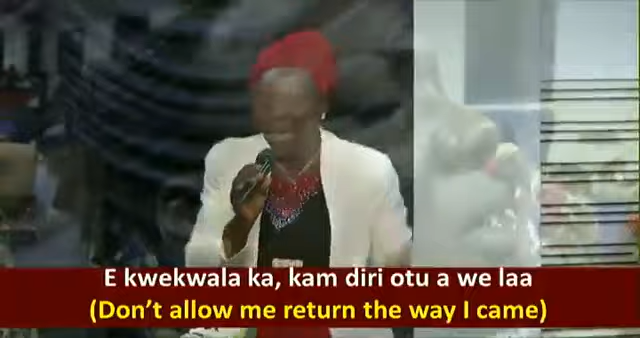 E kwekwala ka, kam diri otu a we laa
(Don't allow me return the way I came)